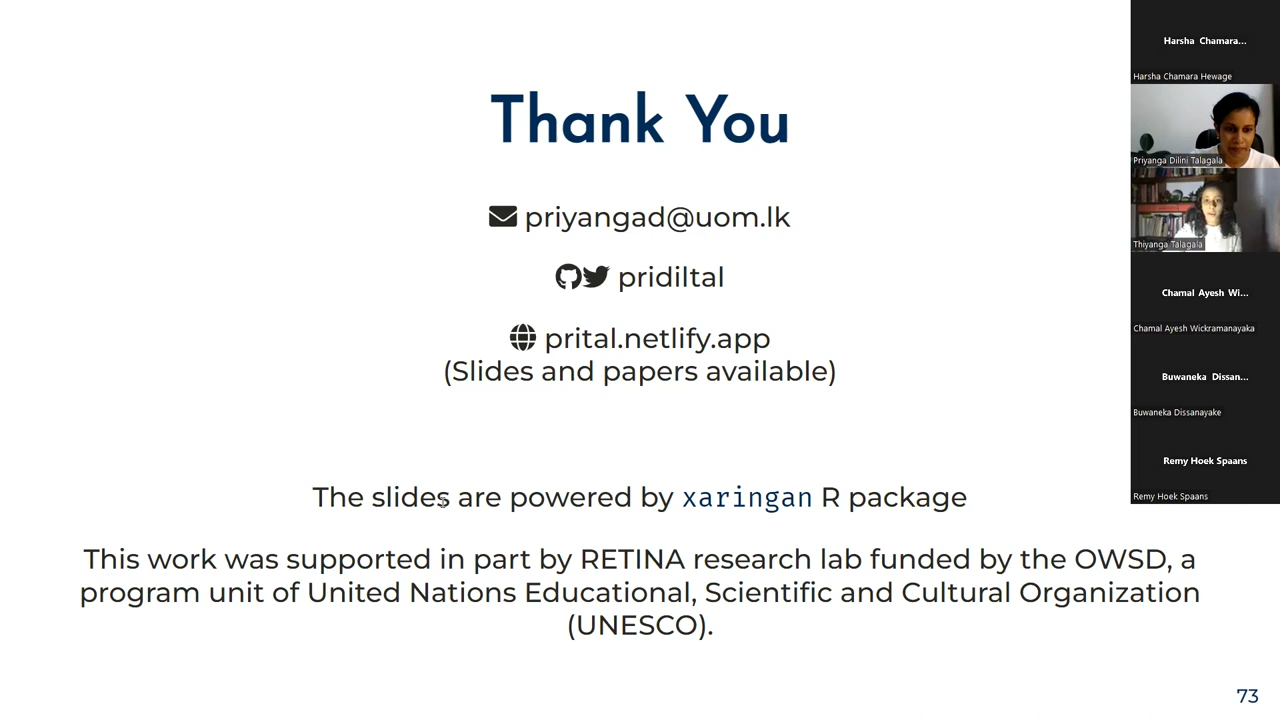 Thank You
priyangad@uom.lk
pridiltal
prital.netlify.app
(Slides and papers available)
The slides are powered by xaringan R package
This work was supported in part by RETINA research lab funded by the OWSD, a
program unit of United Nations Educational, Scientific and Cultural Organization
(UNESCO).
73
Harsha Chamara...
Harsha Chamara Hewage
Priyanga Dilini Talagala
Thiyanga Talagala
Chamal Ayesh Wi...
Chamal Ayesh Wickramanayaka
Buwaneka Dissan...
Buwaneka Dissanayake
Remy Hoek Spaans
Remy Hoek Spaans